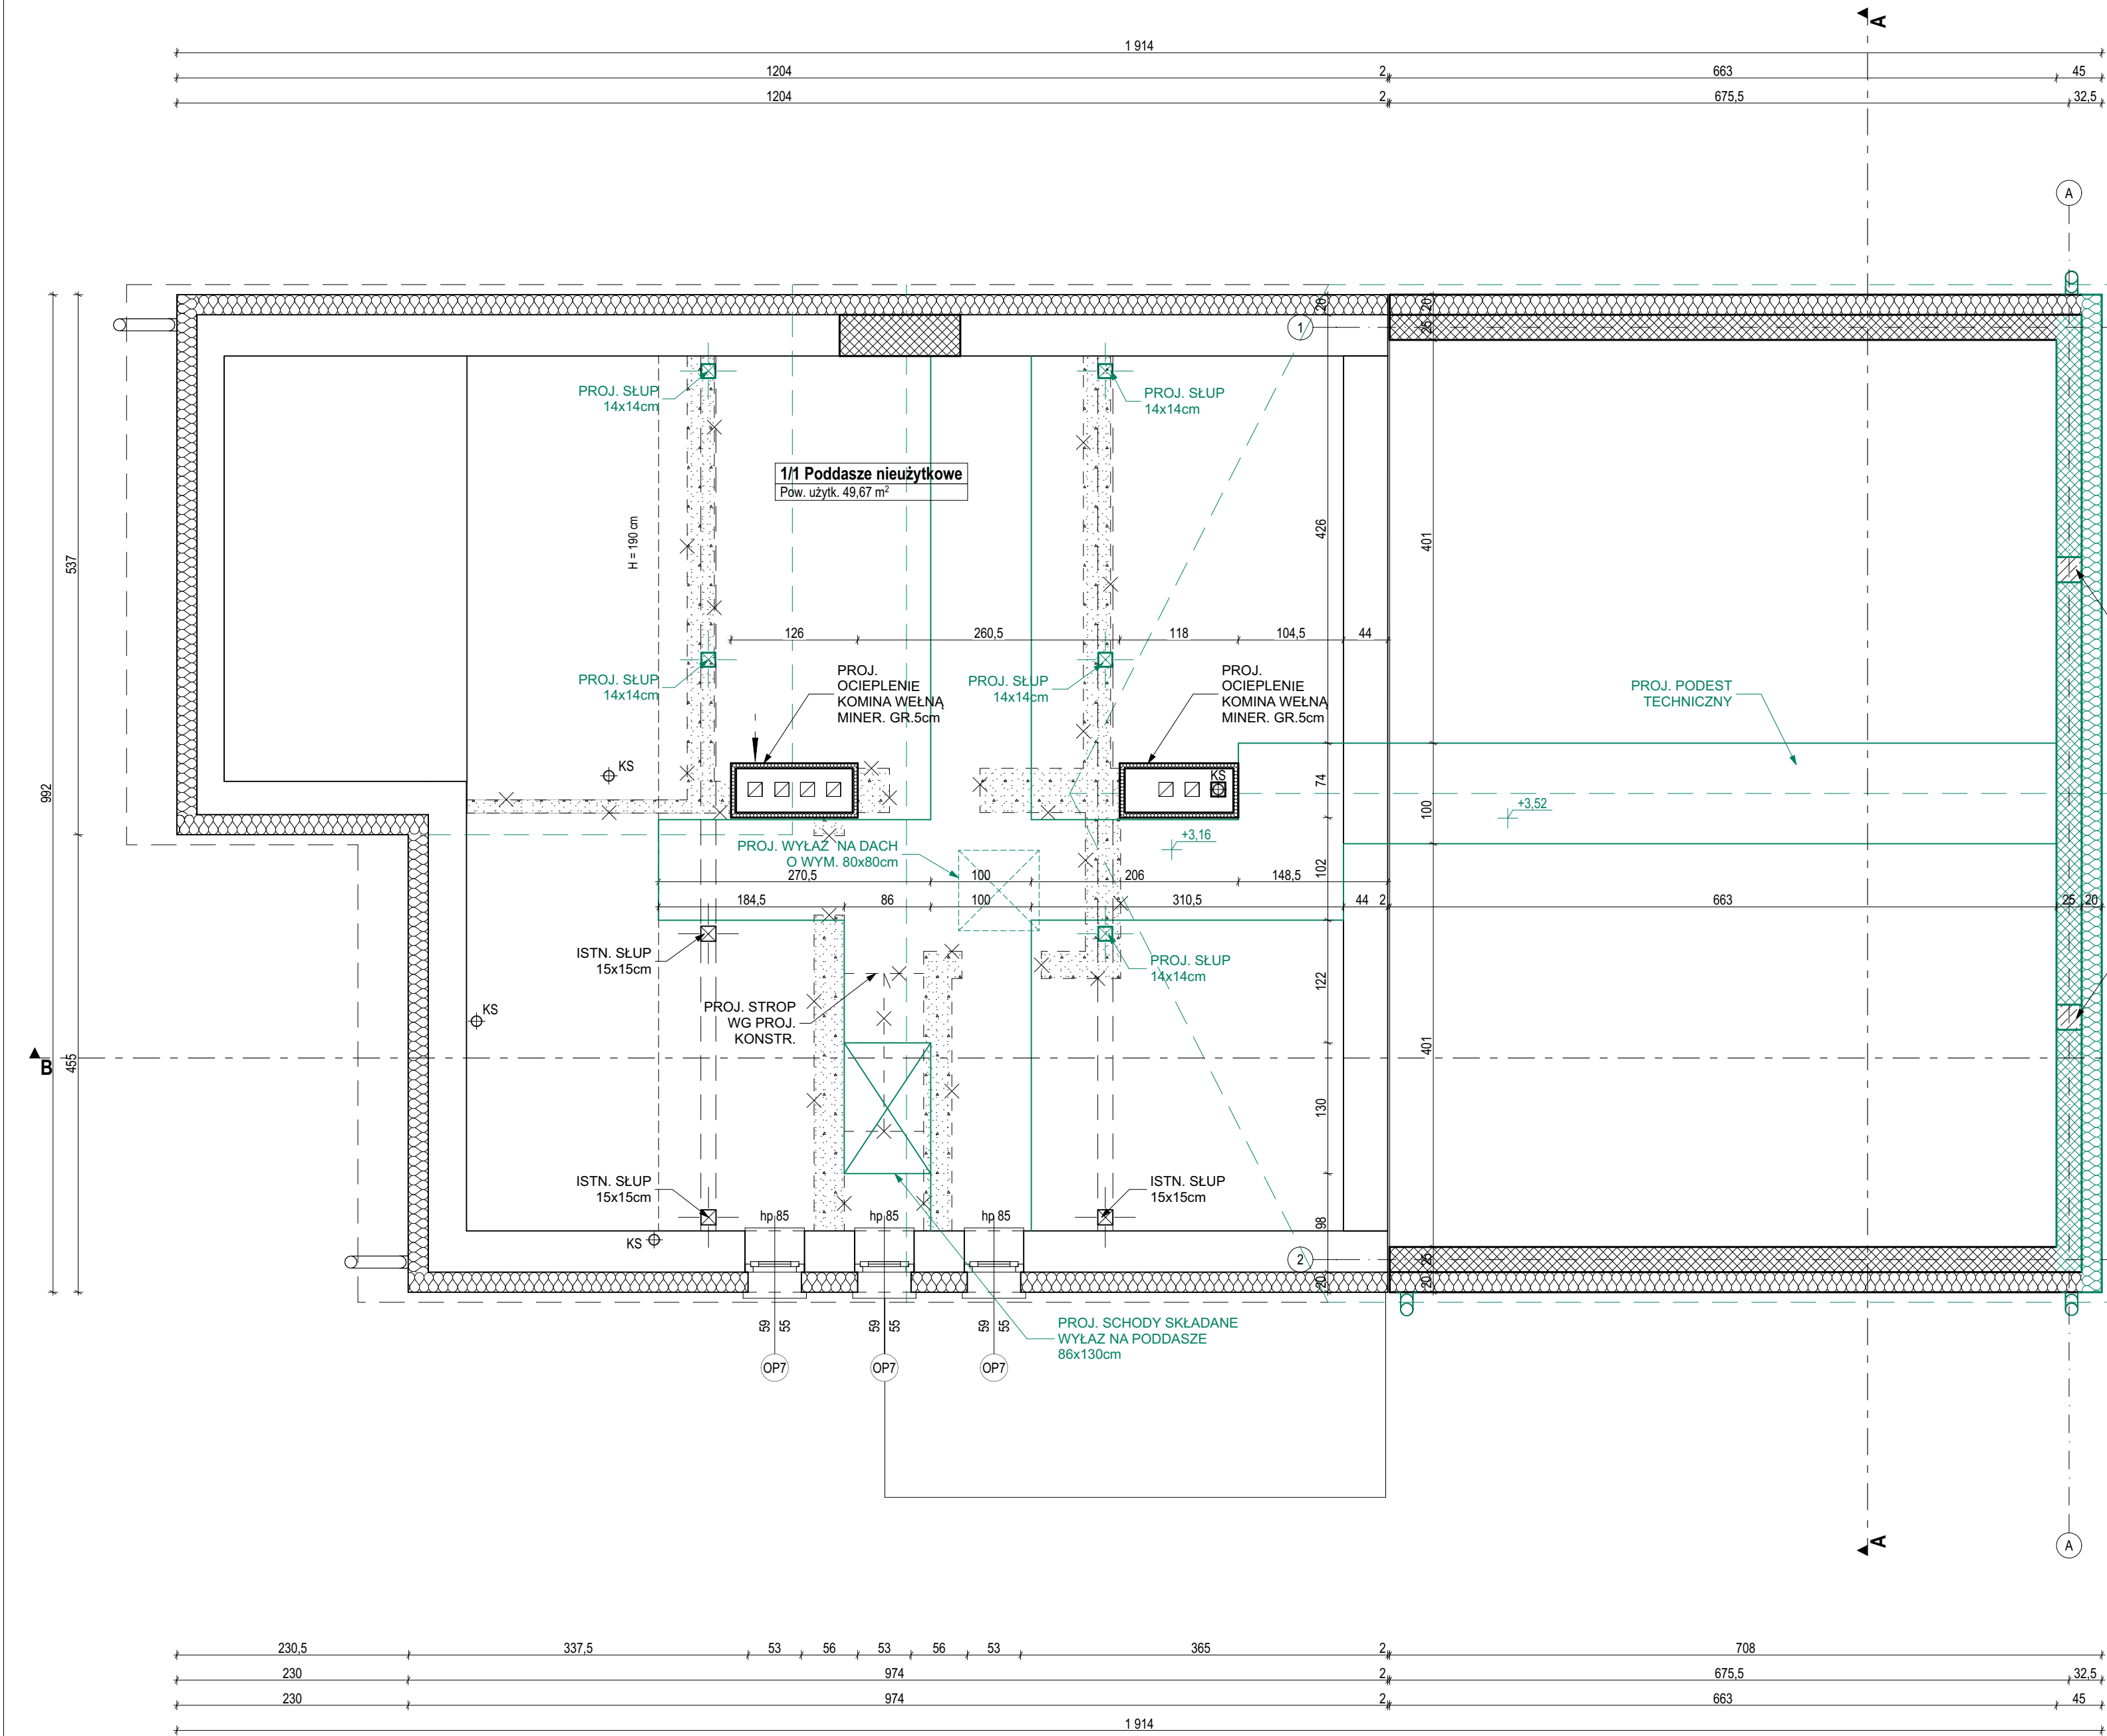 A
1 914
1204
2
663
45
1204
2
675,5
32,5
A
20
20
1
25
PROJ. SŁUP
14x14cm
PROJ. SŁUP
14x14cm
1/1 Poddasze nieużytkowe
Pow. użytk. 49,67 m²
H = 190 cm
426
401
537
992
126
260,5
118
104,5
44
PROJ. SŁUP
14x14cm
PROJ.
OCIEPLENIE
KOMINA WEŁNĄ
MINER. GR.5cm
PROJ. SŁUP
14x14cm
PROJ.
OCIEPLENIE
KOMINA WEŁNĄ
MINER. GR.5cm
PROJ. PODEST
TECHNICZNY
KS
KS
74
100
+3,52
+3,16
PROJ. WYŁAZ NA DACH
O WYM. 80x80cm
102
270,5
100
206
148,5
184,5
86
100
310,5
44
2
663
25
20
ISTN. SŁUP
15x15cm
PROJ. SŁUP
14x14cm
122
PROJ. STROP
WG PROJ.
KONSTR.
KS
B
455
401
130
ISTN. SŁUP
15x15cm
ISTN. SŁUP
15x15cm
hp 85
hp 85
hp 85
98
KS
2
25
20
20
59
55
59
55
59
55
PROJ. SCHODY SKŁADANE
WYŁAZ NA PODDASZE
86x130cm
OP7
OP7
OP7
A
A
230,5
337,5
53
56
53
56
53
365
2
708
230
974
2
675,5
32,5
230
974
2
663
45
1 914